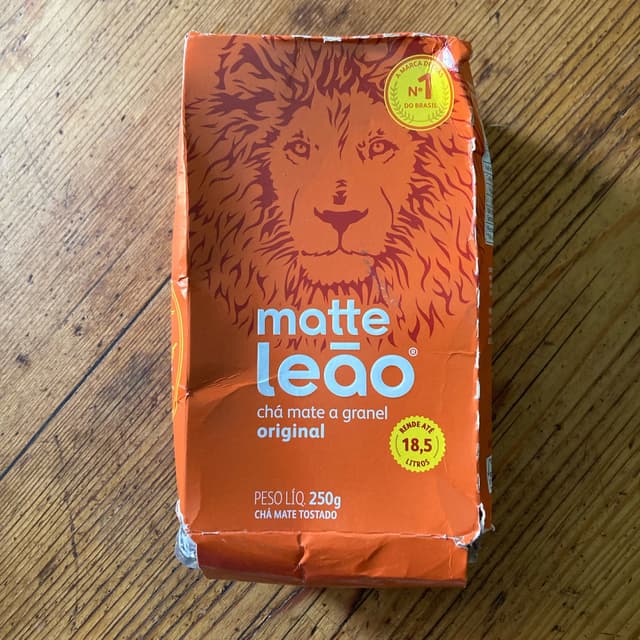 A MARCA
Nº1
DO BRASIL
matte
leão®
chá mate a granel
original
RENDE ATÉ
18,5
LITROS
PESO LÍQ. 250g
CHÁ MATE TOSTADO